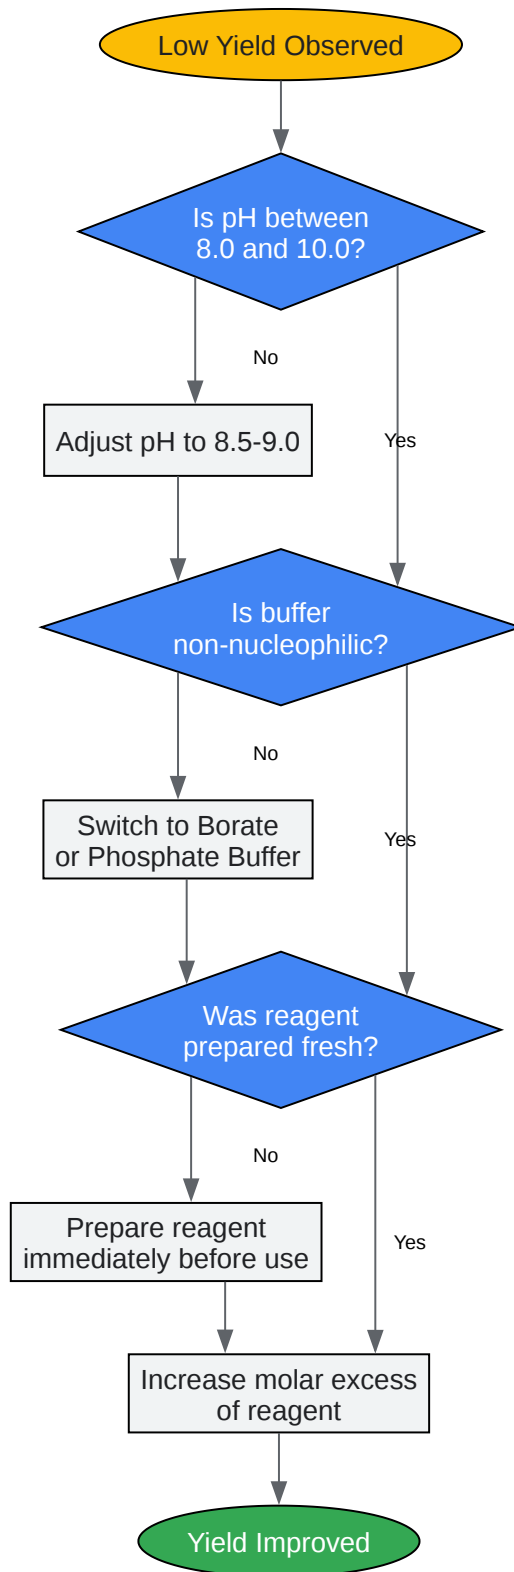 Low Yield Observed
Is pH between
8.0 and 10.0?
No
Adjust pH to 8.5-9.0
Yes
Is buffer
non-nucleophilic?
No
Switch to Borate
or Phosphate Buffer
Yes
Was reagent
prepared fresh?
No
Prepare reagent
immediately before use
Yes
Increase molar excess
of reagent
Yield Improved